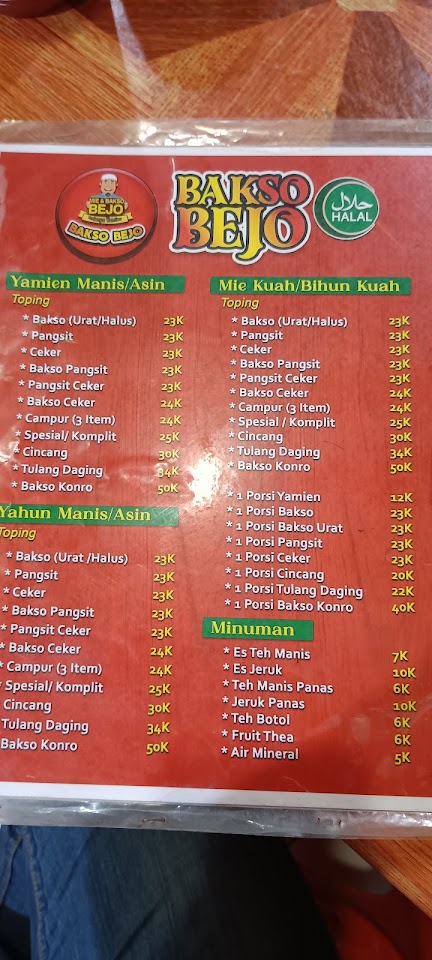 MIE & BAKSO
BEJO
BAKSO BEJO
BAKSO
BEJO
حلال
HALAL
Yamien Manis/Asin
Toping
* Bakso (Urat/Halus) 23K
* Pangsit 23K
* Ceker 23K
* Bakso Pangsit 23K
* Pangsit Ceker 23K
* Bakso Ceker 24K
* Campur (3 Item) 24K
* Spesial/ Komplit 25K
* Cincang 30K
* Tulang Daging 34K
* Bakso Konro 50K
Yahun Manis/Asin
Toping
* Bakso (Urat /Halus) 23K
* Pangsit 23K
* Ceker 23K
* Bakso Pangsit 23K
* Pangsit Ceker 23K
* Bakso Ceker 24K
* Campur (3 Item) 24K
* Spesial/ Komplit 25K
Cincang 30K
Tulang Daging 34K
Bakso Konro 50K
Mie Kuah/Bihun Kuah
Toping
* Bakso (Urat/Halus) 23K
* Pangsit 23K
* Ceker 23K
* Bakso Pangsit 23K
* Pangsit Ceker 23K
* Bakso Ceker 24K
* Campur (3 Item) 24K
* Spesial / Komplit 25K
* Cincang 30K
* Tulang Daging 34K
* Bakso Konro 50K
* 1 Porsi Yamien 12K
* 1 Porsi Bakso 23K
* 1 Porsi Bakso Urat 23K
* 1 Porsi Pangsit 23K
* 1 Porsi Ceker 23K
* 1 Porsi Cincang 20K
* 1 Porsi Tulang Daging 22K
* 1 Porsi Bakso Konro 40K
Minuman
* Es Teh Manis 7K
* Es Jeruk 10K
* Teh Manis Panas 6K
* Jeruk Panas 10K
* Teh Botol 6K
* Fruit Thea 6K
* Air Mineral 5K